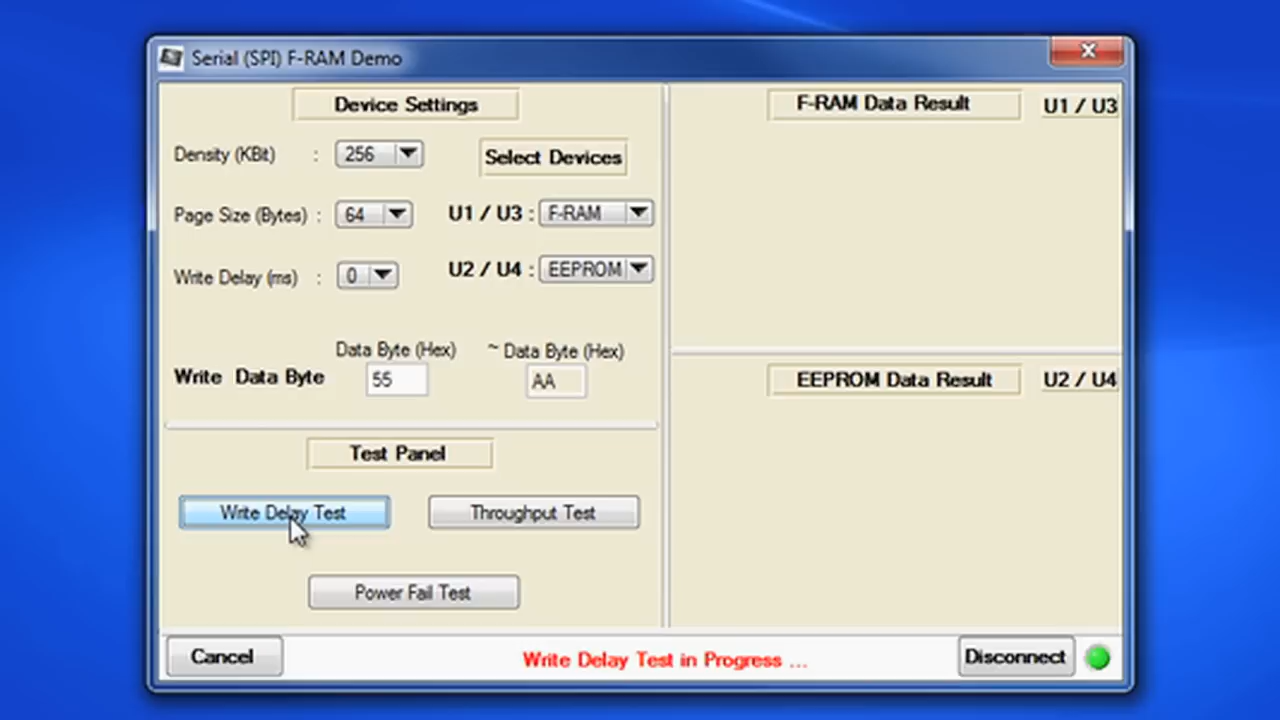 Serial (SPI) F-RAM Demo
Device Settings
Density (KBit) : 256
Select Devices
Page Size (Bytes) : 64
U1 / U3 : F-RAM
Write Delay (ms) : 0
U2 / U4 : EEPROM
Data Byte (Hex) ~ Data Byte (Hex)
Write Data Byte 55 AA
Test Panel
Write Delay Test Throughput Test
Power Fail Test
F-RAM Data Result U1 / U3
EEPROM Data Result U2 / U4
Cancel Write Delay Test in Progress ... Disconnect